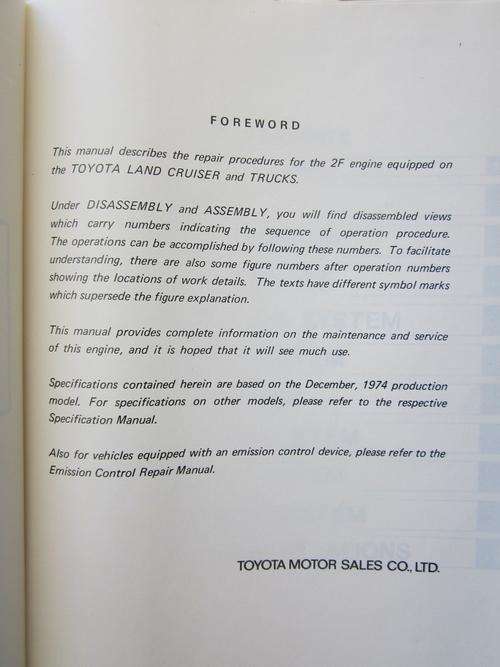 FOREWORD
This manual describes the repair procedures for the 2F engine equipped on
the TOYOTA LAND CRUISER and TRUCKS.
Under DISASSEMBLY and ASSEMBLY, you will find disassembled views
which carry numbers indicating the sequence of operation procedure.
The operations can be accomplished by following these numbers. To facilitate
understanding, there are also some figure numbers after operation numbers
showing the locations of work details. The texts have different symbol marks
which supersede the figure explanation.
This manual provides complete information on the maintenance and service
of this engine, and it is hoped that it will see much use.
Specifications contained herein are based on the December, 1974 production
model. For specifications on other models, please refer to the respective
Specification Manual.
Also for vehicles equipped with an emission control device, please refer to the
Emission Control Repair Manual.
TOYOTA MOTOR SALES CO., LTD.